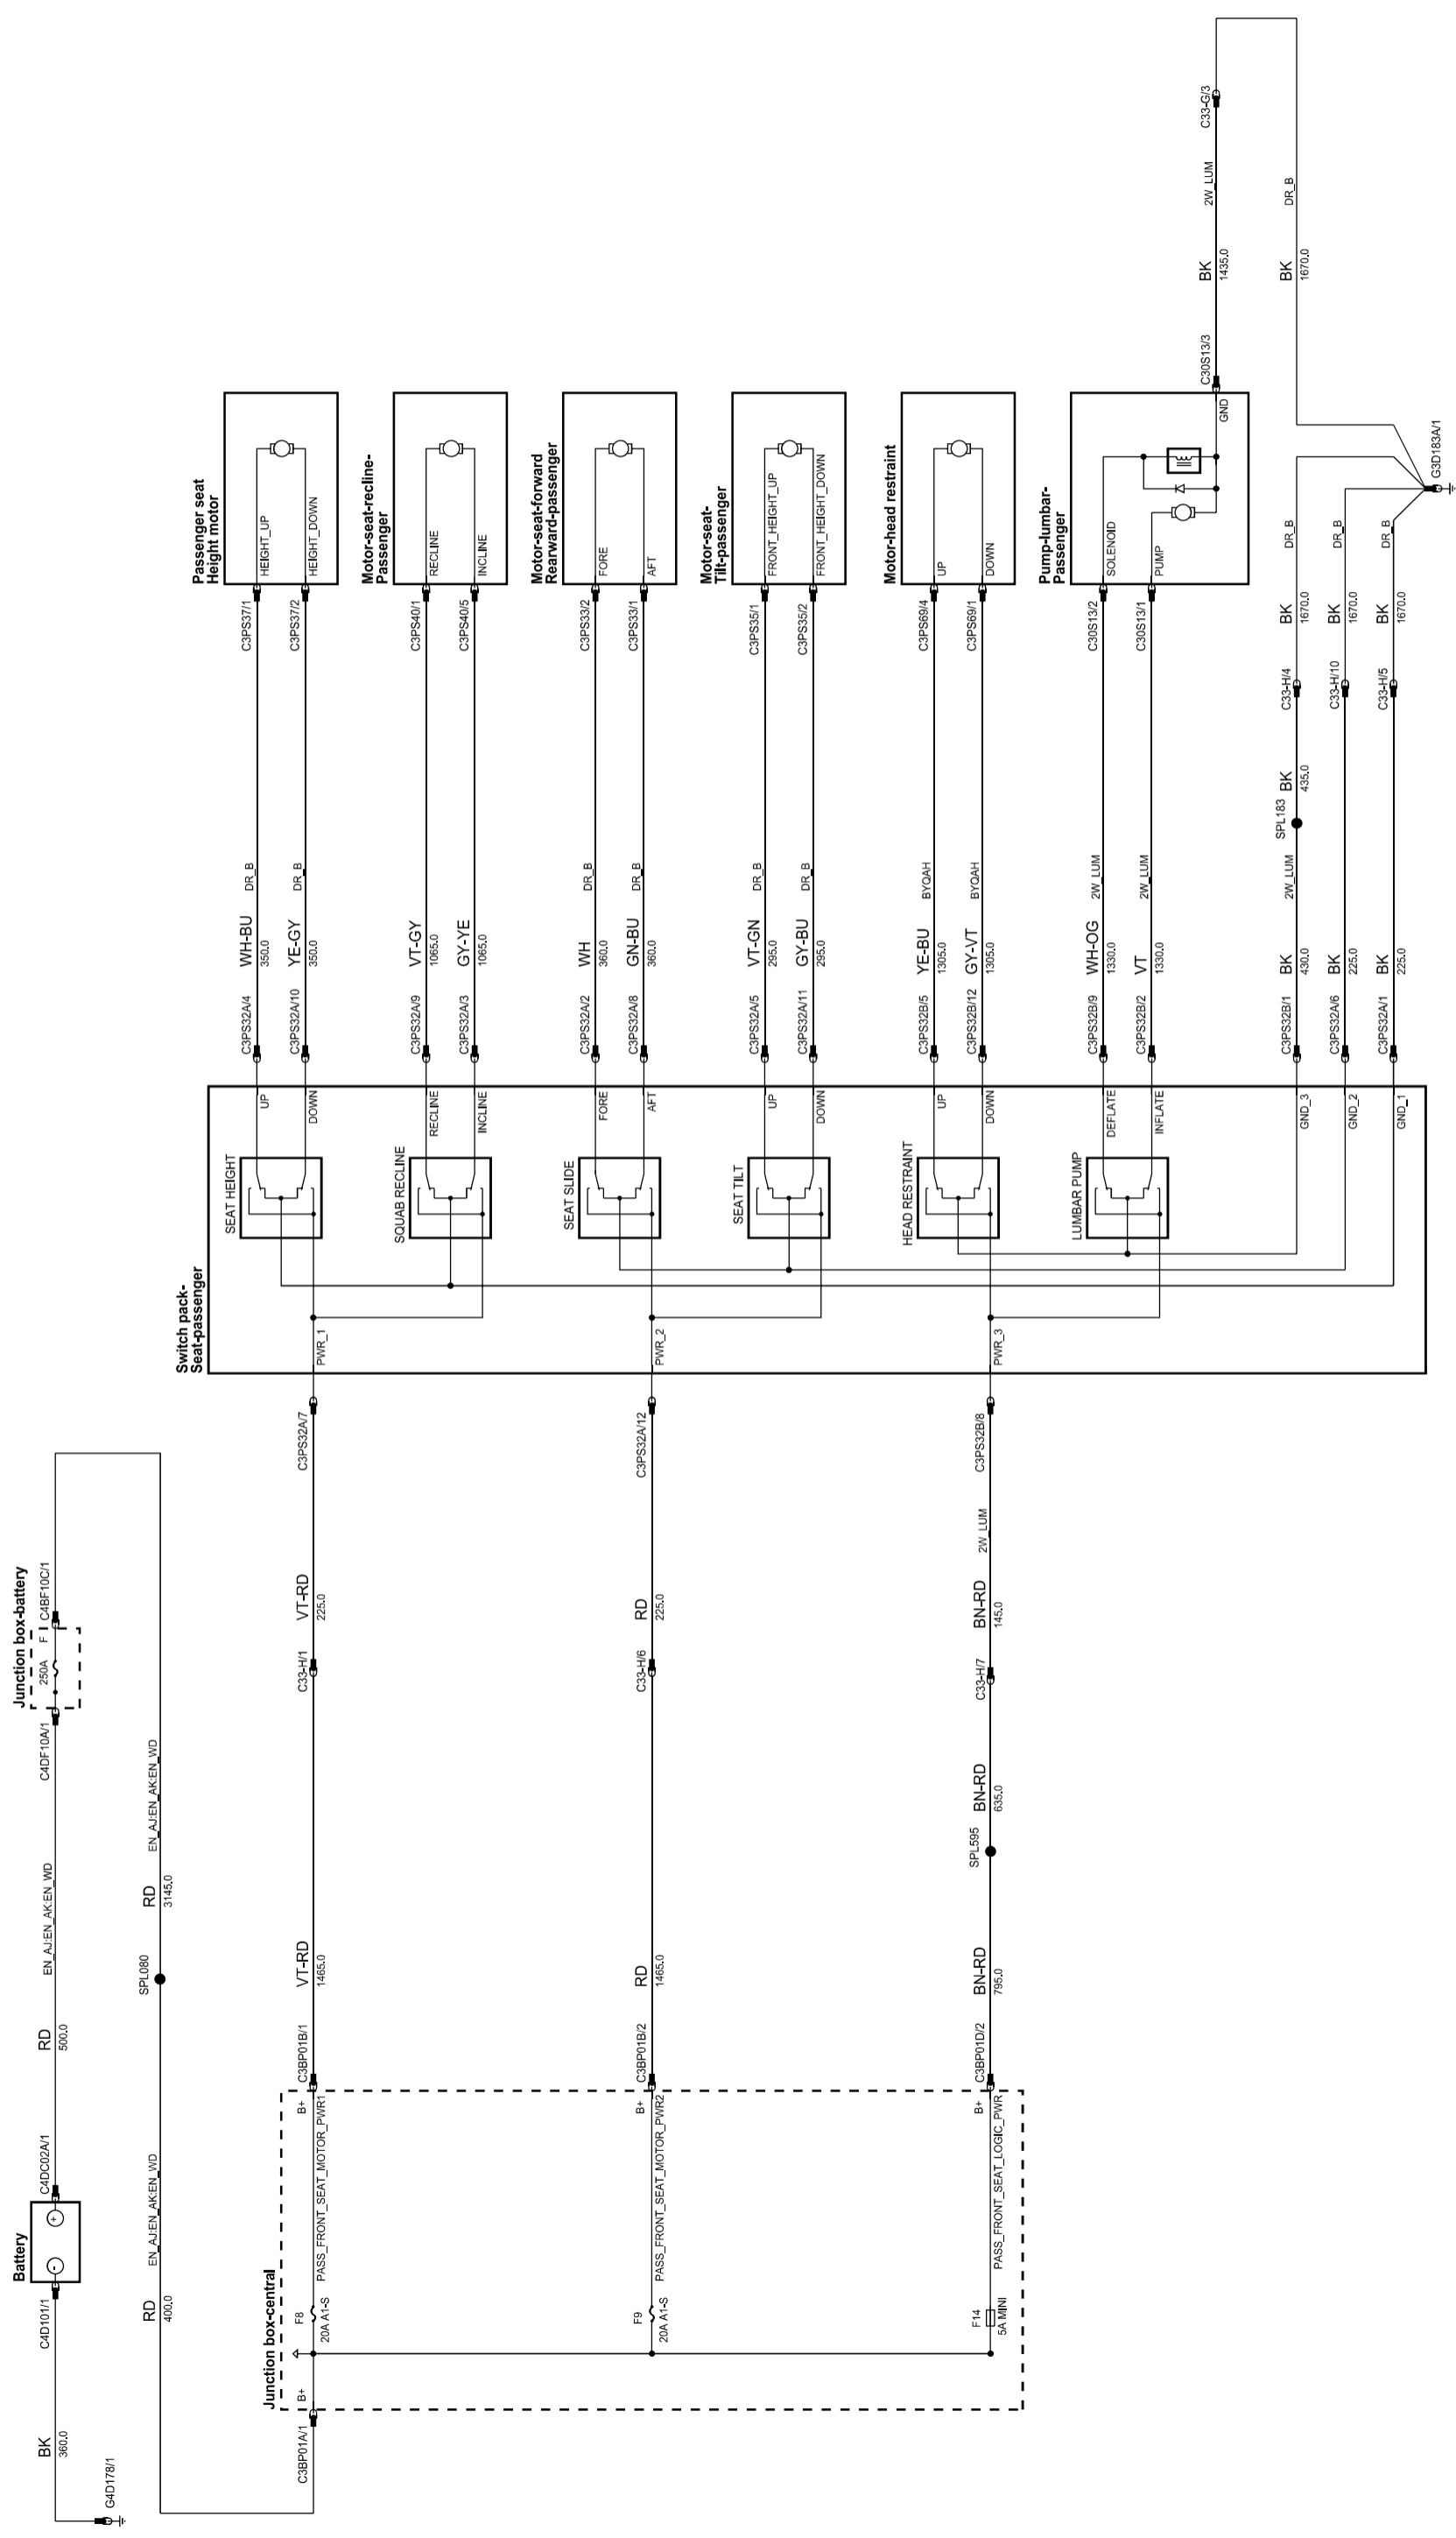 Battery
G4D178/1
BK
360.0
C4D101/1
-
+
C4DC02A/1
RD
500.0
EN_AJ:EN_AK:EN_WD
C4DF10A/1
Junction box-battery
250A
F
C4BF10C/1
RD
400.0
EN_AJ:EN_AK:EN_WD
SPL080
RD
3145.0
EN_AJ:EN_AK:EN_WD
Junction box-central
C3BP01A/1
B+
F8
20A A1-S
PASS_FRONT_SEAT_MOTOR_PWR1
B+
C3BP01B/1
VT-RD
1465.0
C33-H/1
VT-RD
225.0
C3PS32A/7
F9
20A A1-S
PASS_FRONT_SEAT_MOTOR_PWR2
B+
C3BP01B/2
RD
1465.0
C33-H/6
RD
225.0
C3PS32A/12
F14
5A MINI
PASS_FRONT_SEAT_LOGIC_PWR
B+
C3BP01D/2
BN-RD
795.0
SPL595
BN-RD
635.0
C33-H/7
BN-RD
145.0
2W_LUM
C3PS32B/8
Switch pack-
Seat-passenger
PWR_1
PWR_2
PWR_3
SEAT HEIGHT
UP
DOWN
SQUAB RECLINE
RECLINE
INCLINE
SEAT SLIDE
FORE
AFT
SEAT TILT
UP
DOWN
HEAD RESTRAINT
UP
DOWN
LUMBAR PUMP
DEFLATE
INFLATE
GND_3
GND_2
GND_1
C3PS32A/4
WH-BU
350.0
DR_B
C3PS37/1
C3PS32A/10
YE-GY
350.0
DR_B
C3PS37/2
Passenger seat
Height motor
HEIGHT_UP
HEIGHT_DOWN
C3PS32A/9
VT-GY
1065.0
C3PS40/1
C3PS32A/3
GY-YE
1065.0
C3PS40/5
Motor-seat-recline-
Passenger
RECLINE
INCLINE
C3PS32A/2
WH
360.0
DR_B
C3PS33/2
C3PS32A/8
GN-BU
360.0
DR_B
C3PS33/1
Motor-seat-forward
Rearward-passenger
FORE
AFT
C3PS32A/5
VT-GN
295.0
DR_B
C3PS35/1
C3PS32A/11
GY-BU
295.0
DR_B
C3PS35/2
Motor-seat-
Tilt-passenger
FRONT_HEIGHT_UP
FRONT_HEIGHT_DOWN
C3PS32B/5
YE-BU
1305.0
BYQAH
C3PS69/4
C3PS32B/12
GY-VT
1305.0
BYQAH
C3PS69/1
Motor-head restraint
UP
DOWN
C3PS32B/9
WH-OG
1330.0
2W_LUM
C30S13/2
C3PS32B/2
VT
1330.0
2W_LUM
C30S13/1
Pump-lumbar-
Passenger
SOLENOID
PUMP
GND
C30S13/3
BK
1435.0
2W_LUM
C33-G/3
BK
1670.0
DR_B
C3PS32B/1
BK
430.0
2W_LUM
SPL183
BK
435.0
C33-H/4
BK
1670.0
DR_B
C3PS32A/6
BK
225.0
C33-H/10
BK
1670.0
DR_B
C3PS32A/1
BK
225.0
C33-H/5
BK
1670.0
DR_B
G3D183A/1